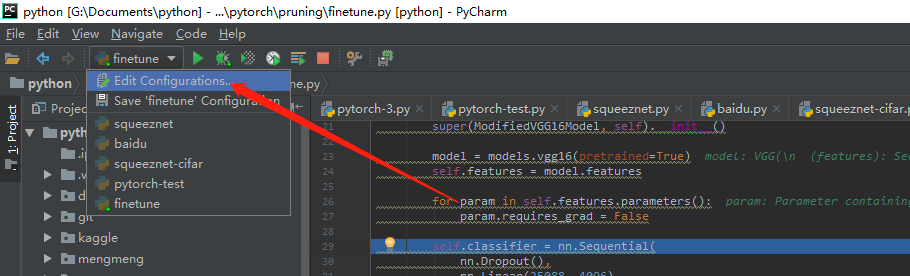 python [G:\Documents\python] - ...\pytorch\pruning\finetune.py [python] - PyCharm
File Edit View Navigate Code Help
finetune
python
ne.py
Edit Configurations...
Save 'finetune' Configuration
squeeznet
baidu
squeeznet-cifar
pytorch-test
finetune
1: Project
Project
pyth
.i
.v
d
git
kaggle
mengmeng
pytorch-3.py pytorch-test.py squeeznet.py baidu.py squeeznet-cifar
21 super(ModifiedVGG16Model, self).__init__()
22
23 model = models.vgg16(pretrained=True) model: VGG(\n (features): Se
24 self.features = model.features
25
26 for param in self.features.parameters(): param: Parameter containing
27 param.requires_grad = False
28
29 self.classifier = nn.Sequential(
30 nn.Dropout(),
31 nn.Linear(25088, 4096)